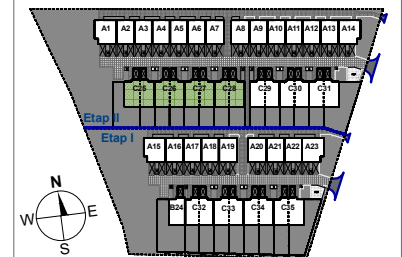 A1 A2 A3 A4 A5 A6 A7 A8 A9 A10 A11 A12 A13 A14
C25 C26 C27 C28 C29 C30 C31
Etap II
Etap I
A15 A16 A17 A18 A19 A20 A21 A22 A23
B24 C32 C33 C34 C35
N
W E
S